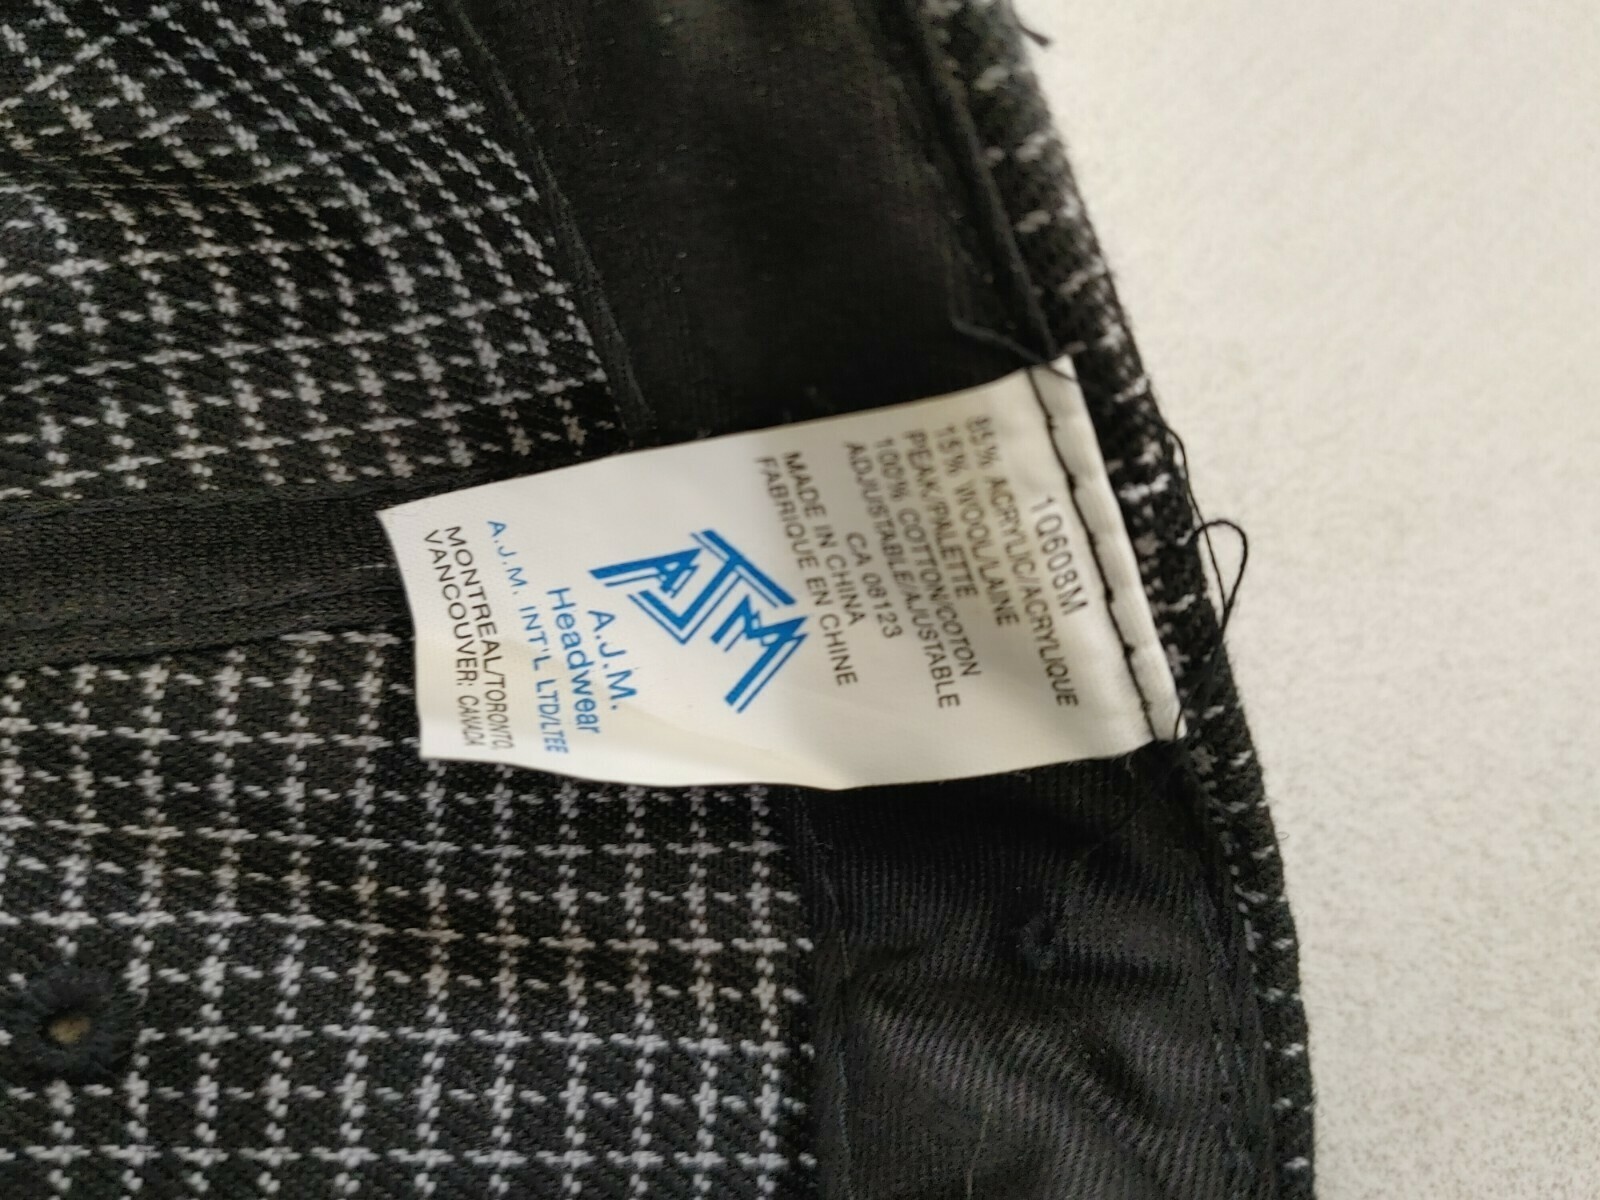 1Q608M
85% ACRYLIC/ACRYLIQUE
15% WOOL/LAINE
PEAK/PALETTE
100% COTTON/COTON
ADJUSTABLE/AJUSTABLE
CA 08123
MADE IN CHINA
FABRIQUE EN CHINE
AJM
A.J.M.
Headwear
A.J.M. INT'L LTD/LTEE
MONTREAL/TORONTO,
VANCOUVER; CANADA